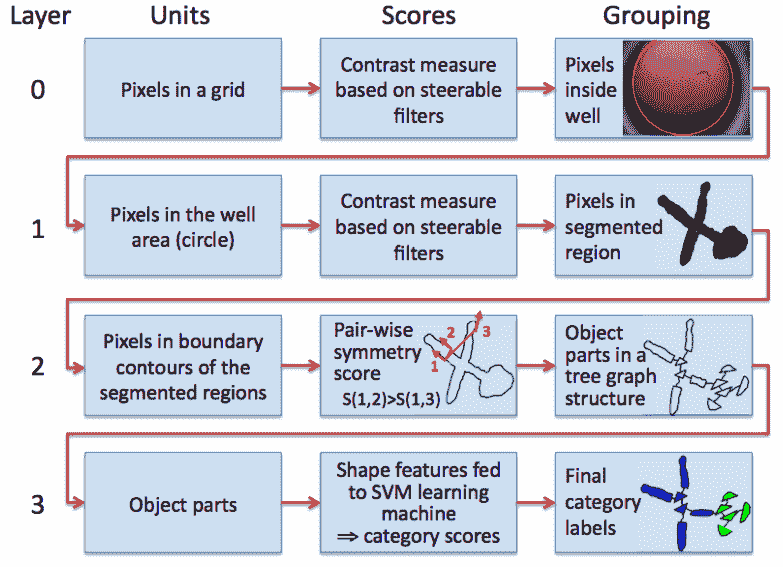 Layer Units Scores Grouping
0
Pixels in a grid
Contrast measure
based on steerable
filters
Pixels
inside
well
1
Pixels in the well
area (circle)
Contrast measure
based on steerable
filters
Pixels in
segmented
region
2
Pixels in boundary
contours of the
segmented regions
Pair-wise
symmetry
score
1
2
3
S(1,2)>S(1,3)
Object
parts in a
tree graph
structure
3
Object parts
Shape features fed
to SVM learning
machine
⇒ category scores
Final
category
labels